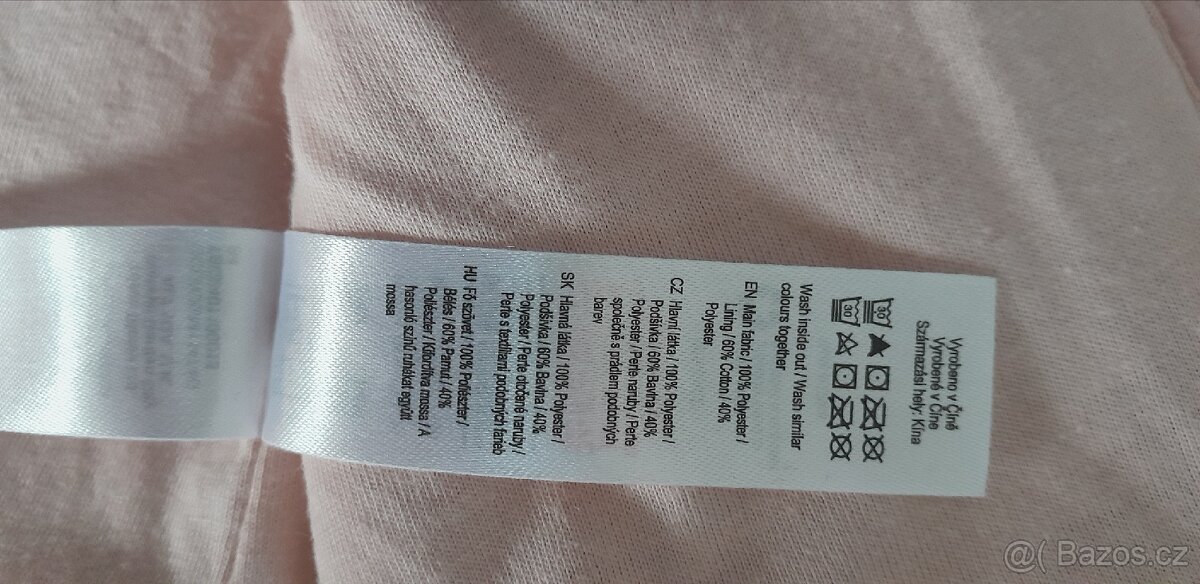 Vyrobeno v Číně
Vyrobené v Číne
Származási hely: Kína
30
30
Wash inside out / Wash similar
colours together
EN Main fabric / 100% Polyester /
Lining / 60% Cotton / 40%
Polyester
CZ Hlavní látka / 100% Polyester /
Podšívka / 60% Bavlna / 40%
Polyester / Perte naruby / Perte
společně s prádlem podobných
barev
SK Hlavná látka / 100% Polyester /
Podšívka / 60% Bavlna / 40%
Polyester / Perte obočané naruby /
Perte s textíliami podobných farieb
HU Fő szövet / 100% Poliészter /
Bélés / 60% Pamut / 40%
Poliészter / Kifordítva mossa / A
hasonló színű ruhákat együtt
mossa
@( Bazos.cz